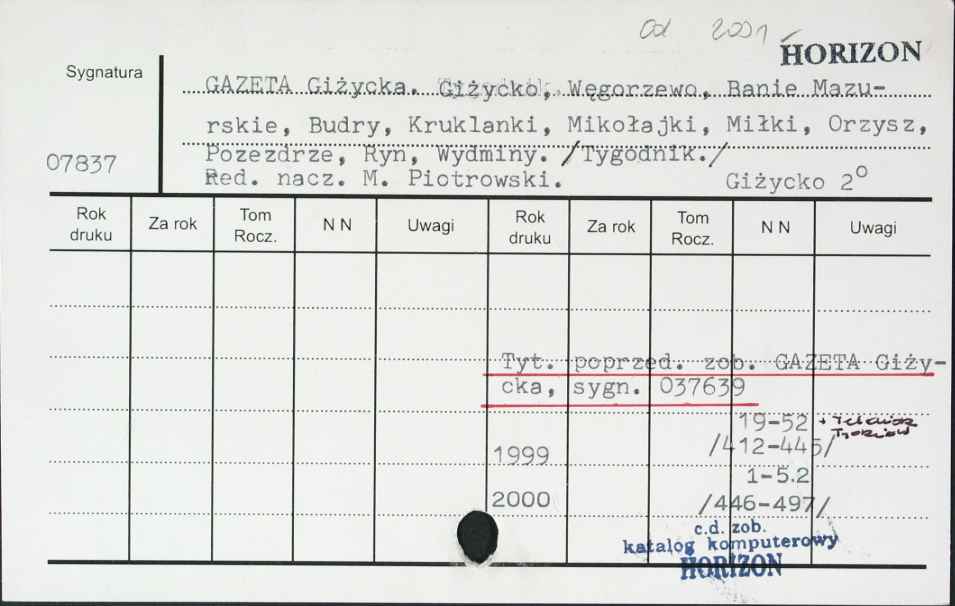 Od 2001
HORIZON
Sygnatura
GAZETA Giżycka. Giżycko, Węgorzewo, Banie Mazu-
rskie, Budry, Kruklanki, Mikołajki, Miłki, Orzysz,
07837
Pozezdrze, Ryn, Wydminy. /Tygodnik./
Red. nacz. M. Piotrowski. Giżycko 2°
Rok druku Za rok Tom Rocz. N N Uwagi Rok druku Za rok Tom Rocz. N N Uwagi
Tyt. poprzed. zob. GAZETA Giży-
cka, sygn. 037639
19-52
1999 /412-445/
1-5.2
2000 /446-497/
c.d. zob.
katalog komputerowy
HORIZON